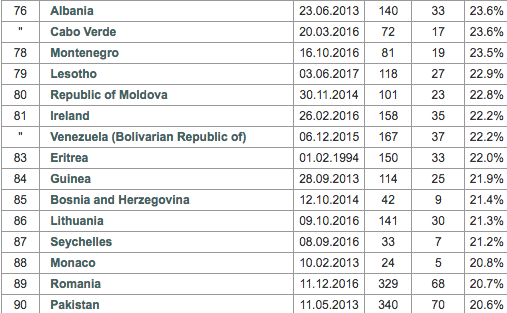 76 Albania 23.06.2013 140 33 23.6%
" Cabo Verde 20.03.2016 72 17 23.6%
78 Montenegro 16.10.2016 81 19 23.5%
79 Lesotho 03.06.2017 118 27 22.9%
80 Republic of Moldova 30.11.2014 101 23 22.8%
81 Ireland 26.02.2016 158 35 22.2%
" Venezuela (Bolivarian Republic of) 06.12.2015 167 37 22.2%
83 Eritrea 01.02.1994 150 33 22.0%
84 Guinea 28.09.2013 114 25 21.9%
85 Bosnia and Herzegovina 12.10.2014 42 9 21.4%
86 Lithuania 09.10.2016 141 30 21.3%
87 Seychelles 08.09.2016 33 7 21.2%
88 Monaco 10.02.2013 24 5 20.8%
89 Romania 11.12.2016 329 68 20.7%
90 Pakistan 11.05.2013 340 70 20.6%